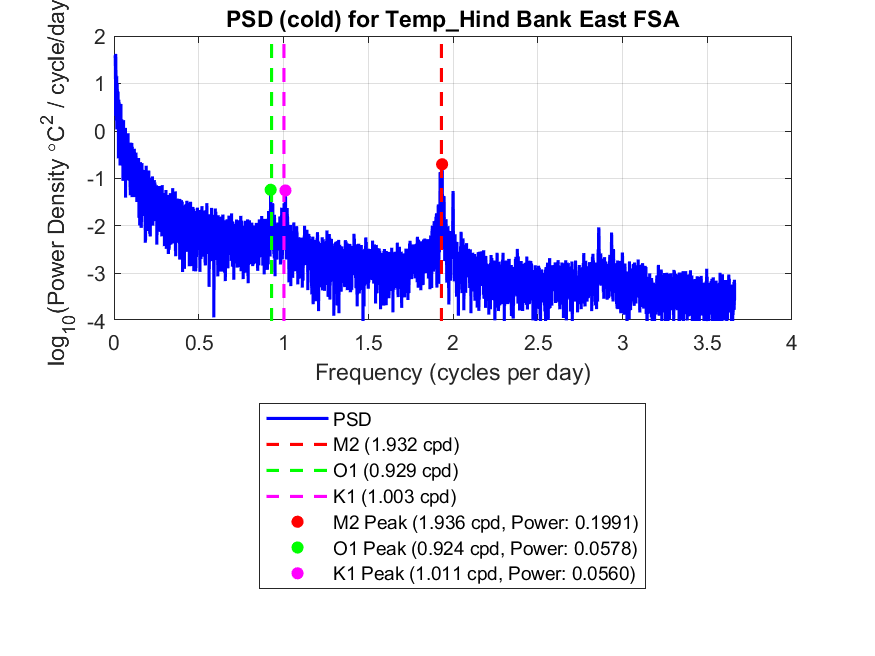 PSD (cold) for Temp_Hind Bank East FSA
log10(Power Density °C2 / cycle/day
2
1
0
-1
-2
-3
-4
0 0.5 1 1.5 2 2.5 3 3.5 4
Frequency (cycles per day)
PSD
M2 (1.932 cpd)
O1 (0.929 cpd)
K1 (1.003 cpd)
M2 Peak (1.936 cpd, Power: 0.1991)
O1 Peak (0.924 cpd, Power: 0.0578)
K1 Peak (1.011 cpd, Power: 0.0560)